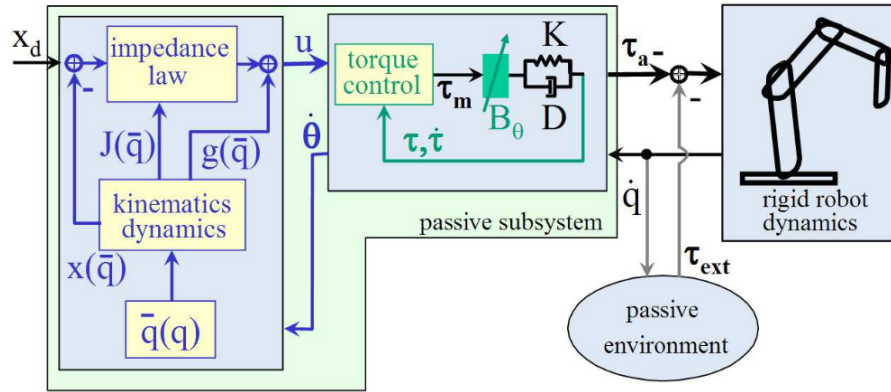 x_d
impedance
law
u
torque
control
τ_m
K
B_θ
D
τ_a
-
-
-
J(q̄)
g(q̄)
θ̇
τ,τ̇
kinematics
dynamics
passive subsystem
q̇
rigid robot
dynamics
x(q̄)
τ_ext
q̄(q)
passive
environment